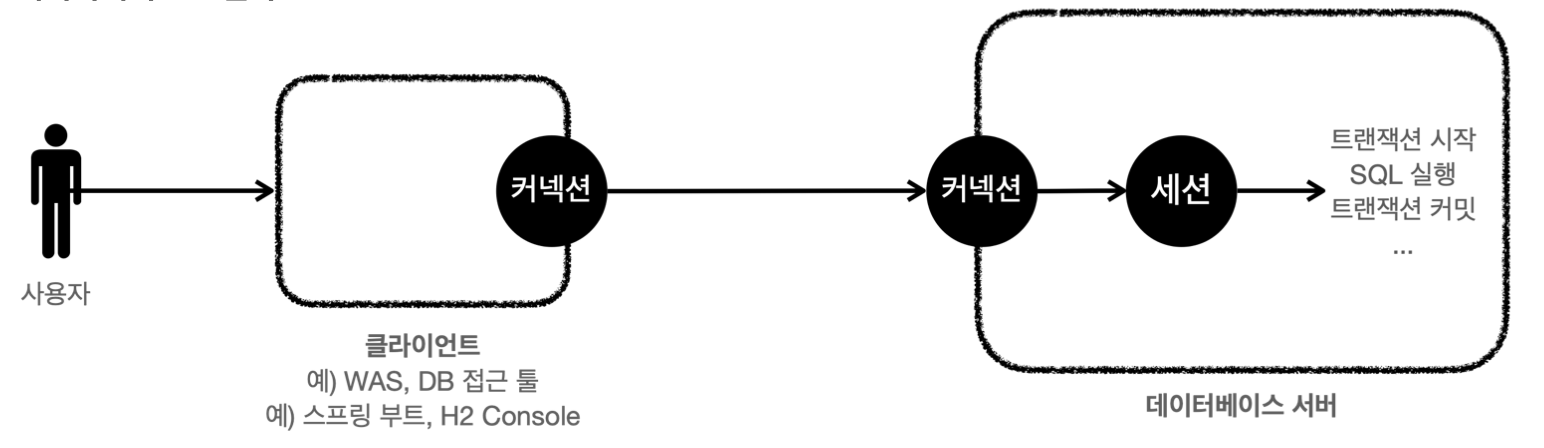 사용자
커넥션
클라이언트
예) WAS, DB 접근 툴
예) 스프링 부트, H2 Console
커넥션
세션
트랜잭션 시작
SQL 실행
트랜잭션 커밋
...
데이터베이스 서버